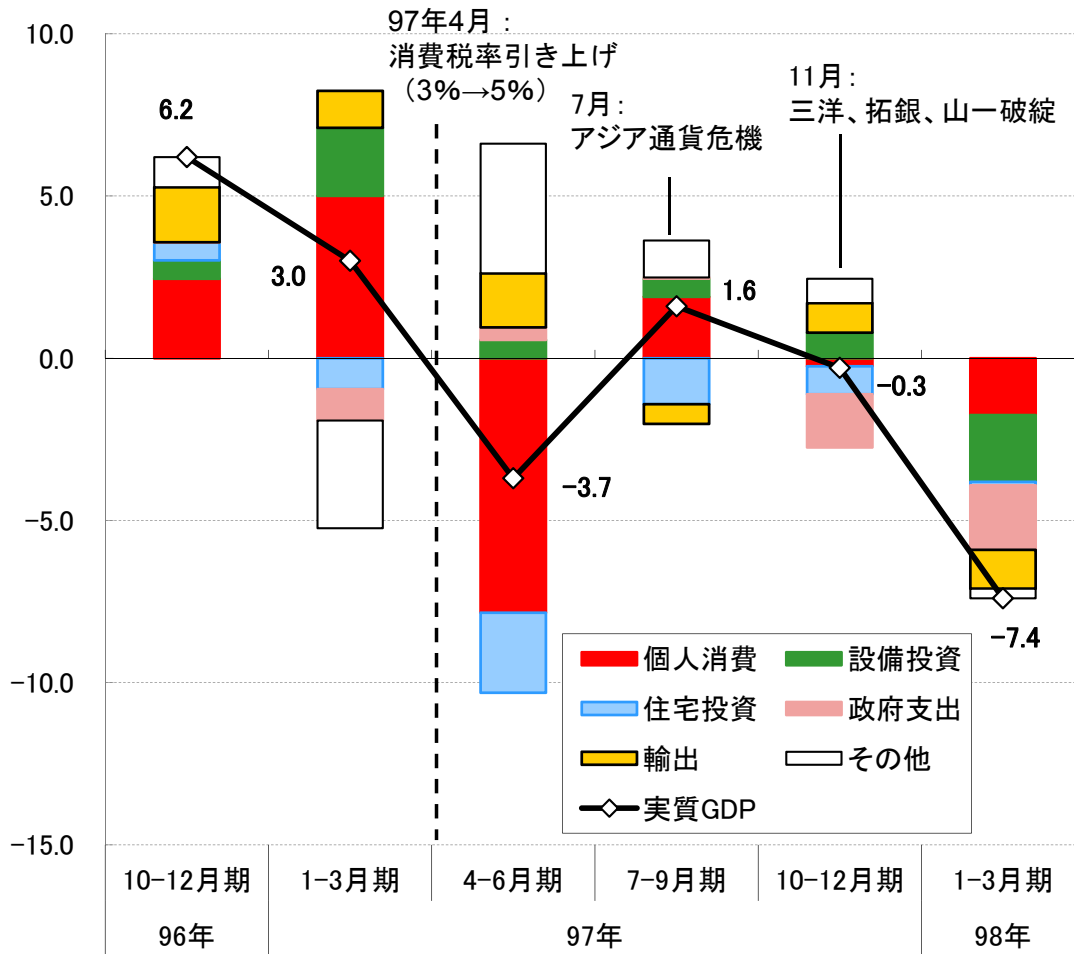 10.0
5.0
0.0
-5.0
-10.0
-15.0
97年4月：
消費税率引き上げ
（3%→5%）
7月：
アジア通貨危機
11月：
三洋、拓銀、山一破綻
6.2
3.0
-3.7
1.6
-0.3
-7.4
個人消費 設備投資
住宅投資 政府支出
輸出 その他
実質GDP
10-12月期 1-3月期 4-6月期 7-9月期 10-12月期 1-3月期
96年 97年 98年